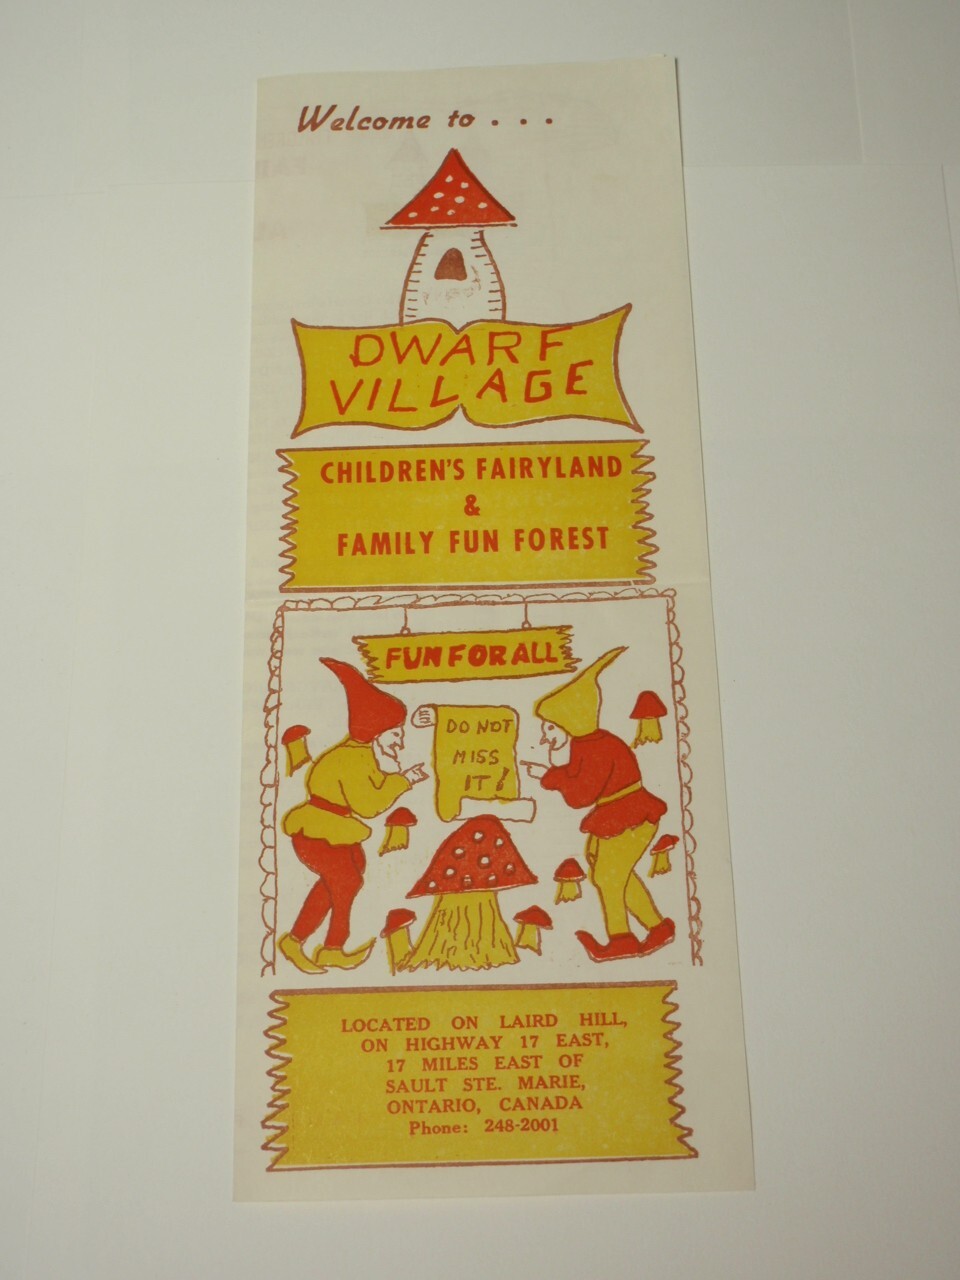 Welcome to . . .
DWARF
VILLAGE
CHILDREN'S FAIRYLAND
&
FAMILY FUN FOREST
FUN FOR ALL
DO NOT
MISS
IT!
LOCATED ON LAIRD HILL,
ON HIGHWAY 17 EAST,
17 MILES EAST OF
SAULT STE. MARIE,
ONTARIO, CANADA
Phone: 248-2001